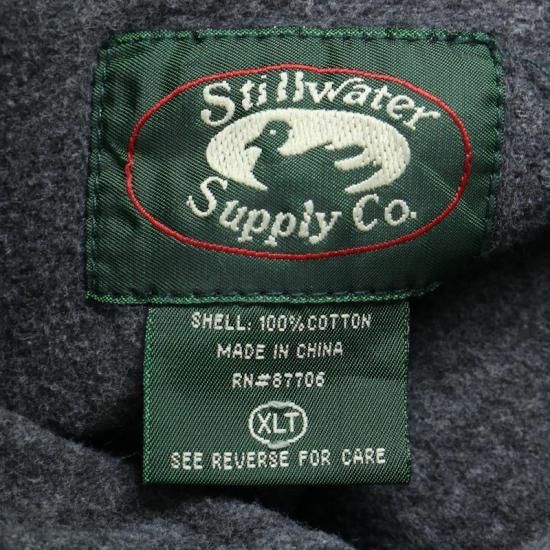 Stillwater
Supply Co.
SHELL: 100% COTTON
MADE IN CHINA
RN#87706
XLT
SEE REVERSE FOR CARE